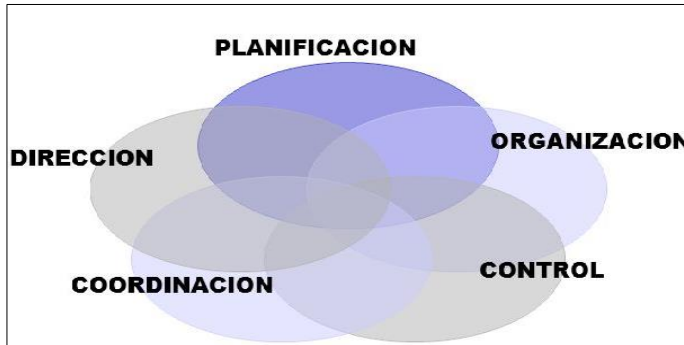 PLANIFICACION
ORGANIZACION
DIRECCION
CONTROL
COORDINACION